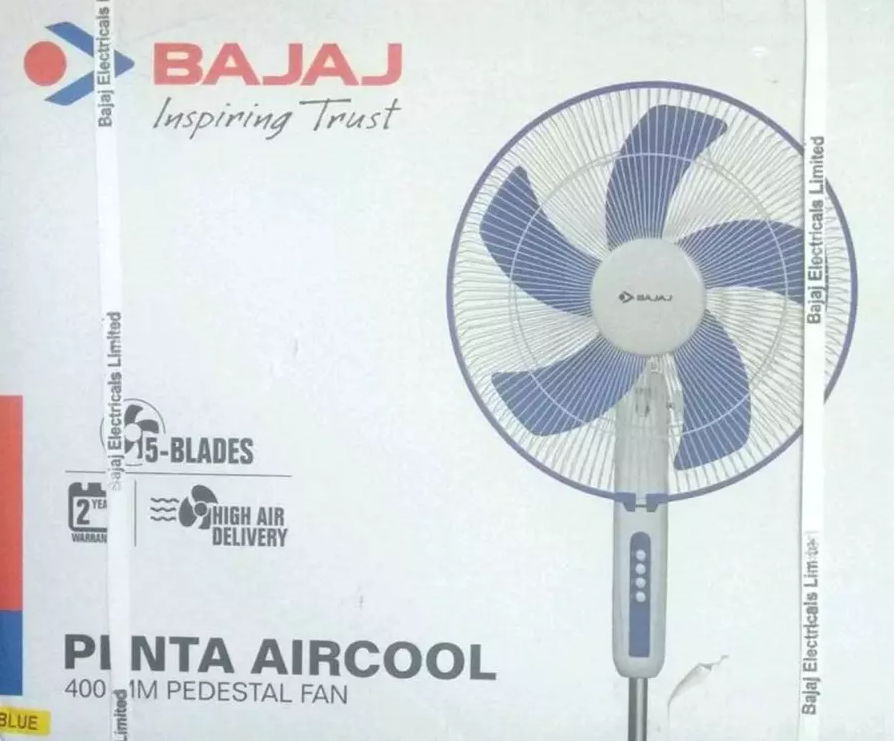 BAJAJ
Inspiring Trust
Bajaj Electricals
Bajaj Electricals Limited
Bajaj Electricals Limited
BAJAJ
5-BLADES
2 YEA
WARRAN
HIGH AIR
DELIVERY
Bajaj Electricals Limited
P NTA AIRCOOL
400 M PEDESTAL FAN
BLUE
Limited